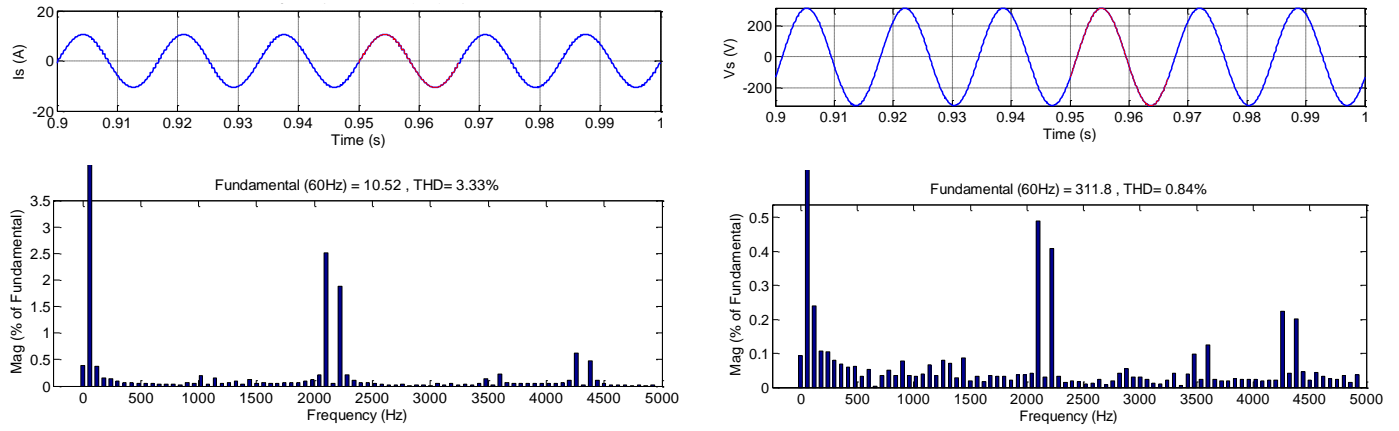 Is (A)
20
0
-20
0.9 0.91 0.92 0.93 0.94 0.95 0.96 0.97 0.98 0.99 1
Time (s)
Fundamental (60Hz) = 10.52 , THD= 3.33%
Mag (% of Fundamental)
3.5
3
2.5
2
1.5
1
0.5
0
0 500 1000 1500 2000 2500 3000 3500 4000 4500 5000
Frequency (Hz)
Vs (V)
200
0
-200
0.9 0.91 0.92 0.93 0.94 0.95 0.96 0.97 0.98 0.99 1
Time (s)
Fundamental (60Hz) = 311.8 , THD= 0.84%
Mag (% of Fundamental)
0.5
0.4
0.3
0.2
0.1
0
0 500 1000 1500 2000 2500 3000 3500 4000 4500 5000
Frequency (Hz)